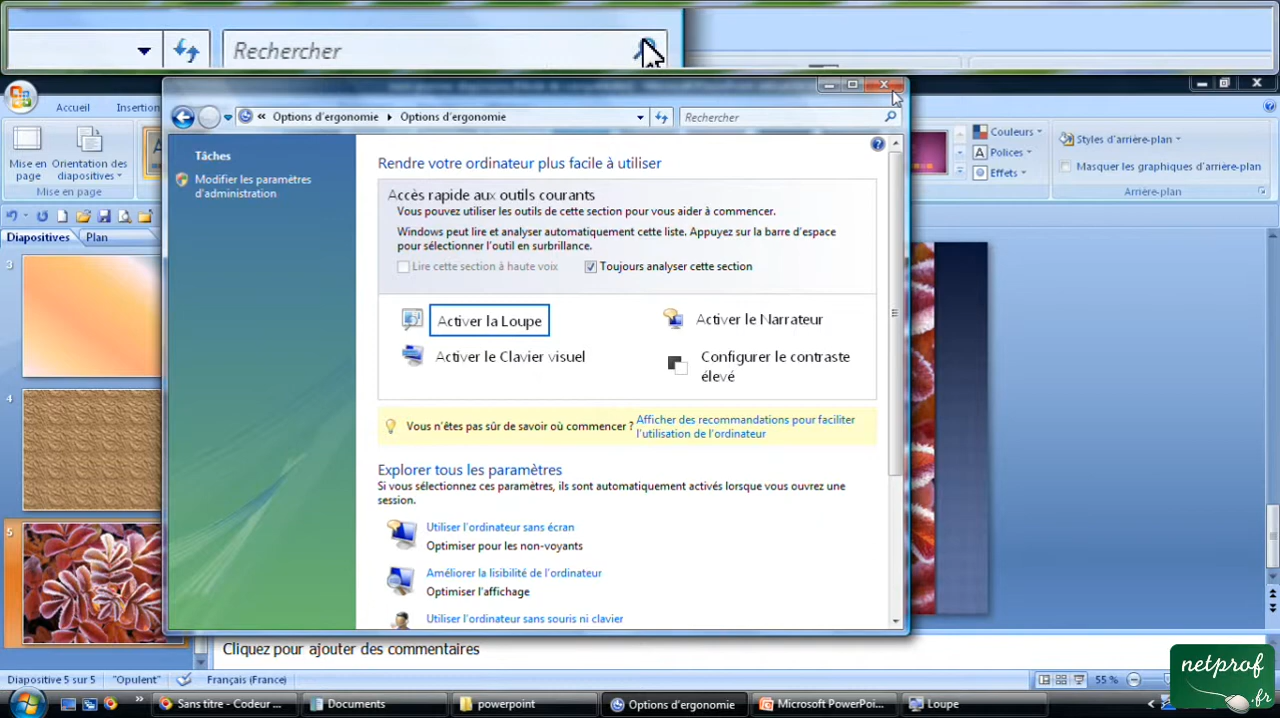 Rechercher
Accueil
Insertion
Options d'ergonomie
Options d'ergonomie
Rechercher
Mise en page
Orientation des diapositives
Mise en page
Couleurs
Polices
Effets
Styles d'arrière-plan
Masquer les graphiques d'arrière-plan
Arrière-plan
Diapositives
Plan
3
4
5
Tâches
Modifier les paramètres
d'administration
Rendre votre ordinateur plus facile à utiliser
Accès rapide aux outils courants
Vous pouvez utiliser les outils de cette section pour vous aider à commencer.
Windows peut lire et analyser automatiquement cette liste. Appuyez sur la barre d'espace
pour sélectionner l'outil en surbrillance.
Lire cette section à haute voix
Toujours analyser cette section
Activer la Loupe
Activer le Narrateur
Activer le Clavier visuel
Configurer le contraste
élevé
Vous n'êtes pas sûr de savoir où commencer ?
Afficher des recommandations pour faciliter
l'utilisation de l'ordinateur
Explorer tous les paramètres
Si vous sélectionnez ces paramètres, ils sont automatiquement activés lorsque vous ouvrez une
session.
Utiliser l'ordinateur sans écran
Optimiser pour les non-voyants
Améliorer la lisibilité de l'ordinateur
Optimiser l'affichage
Utiliser l'ordinateur sans souris ni clavier
Cliquez pour ajouter des commentaires
Diapositive 5 sur 5
"Opulent"
Français (France)
55 %
netprof
.fr
Sans titre - Codeur ...
Documents
powerpoint
Options d'ergonomie
Microsoft PowerPoi...
Loupe